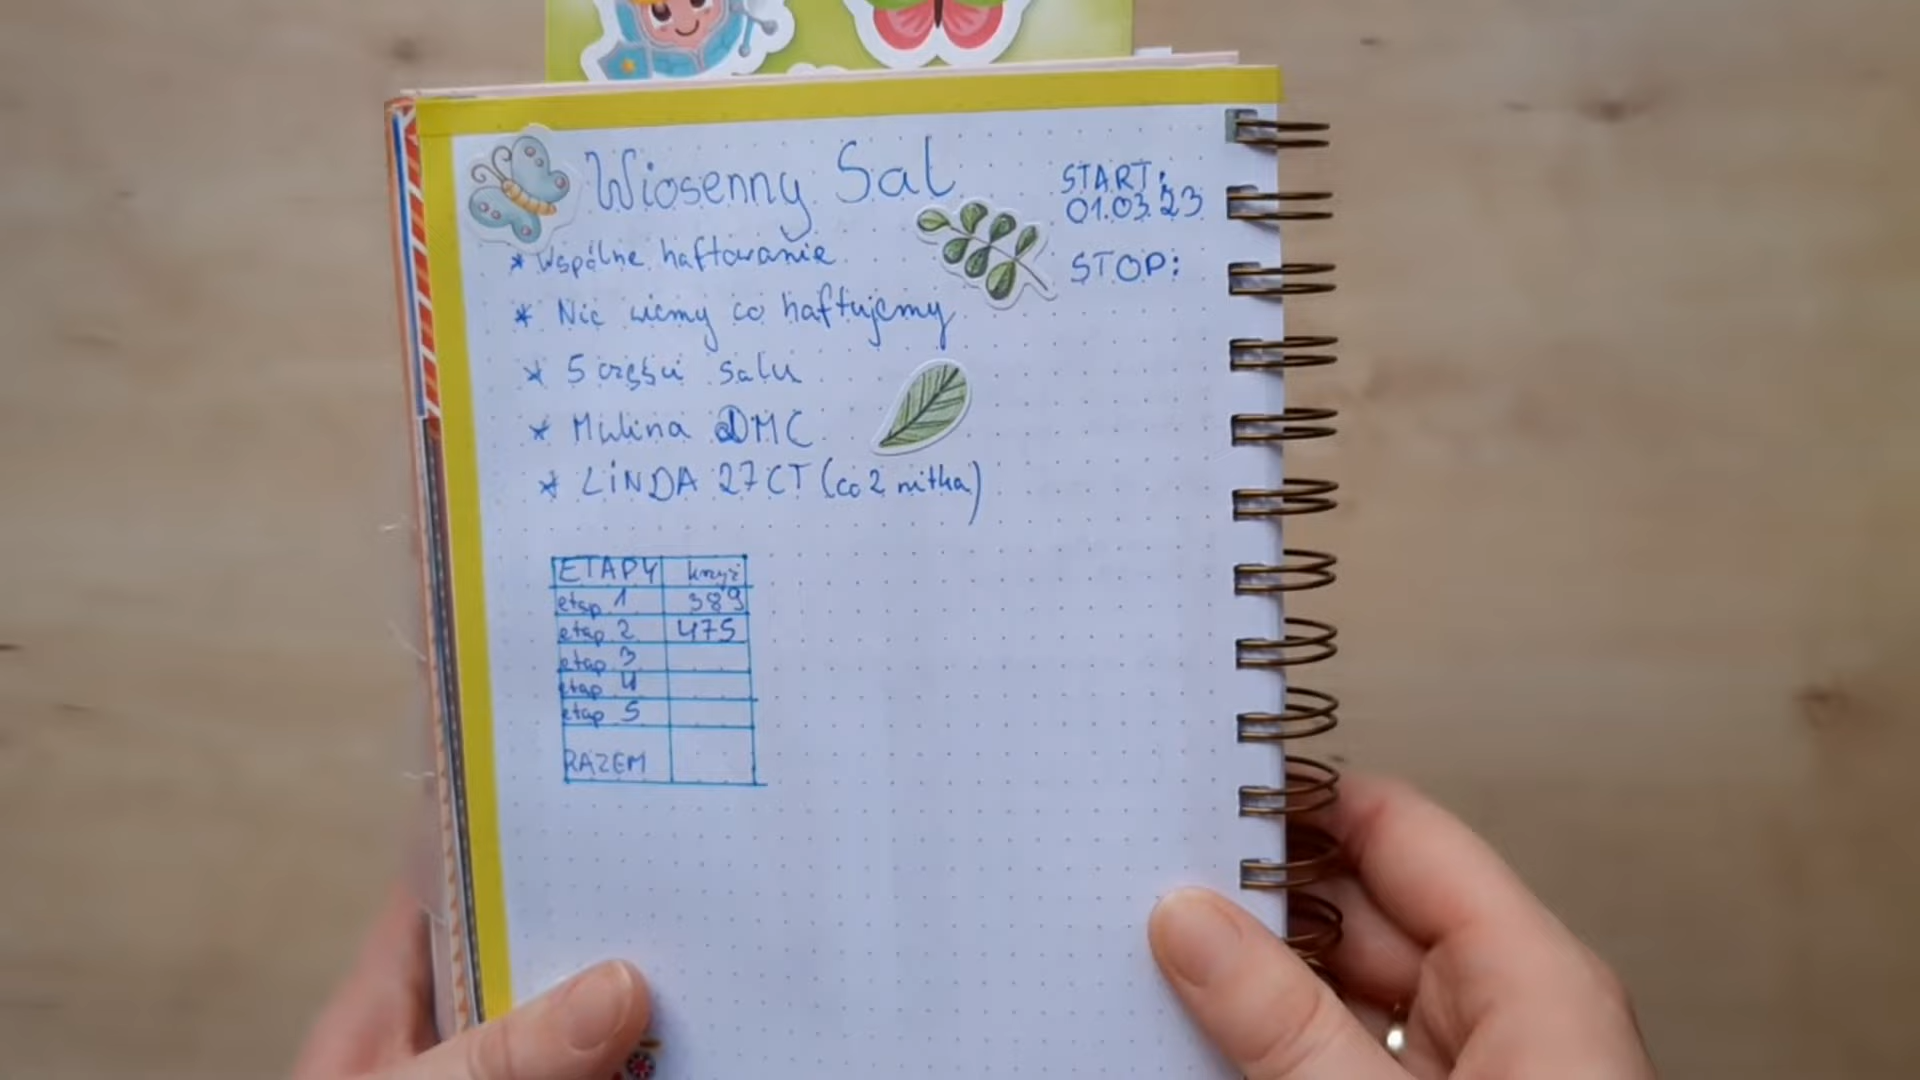 Wiosenny Sal
START:
01.03.23
STOP:
* Wspólne haftowanie
* Nie wiemy co haftujemy
* 5 części salu
* Mulina DMC
* LINDA 27CT (co 2 nitka)
ETAPY krzyż
etap 1 389
etap 2 475
etap 3
etap 4
etap 5
RAZEM